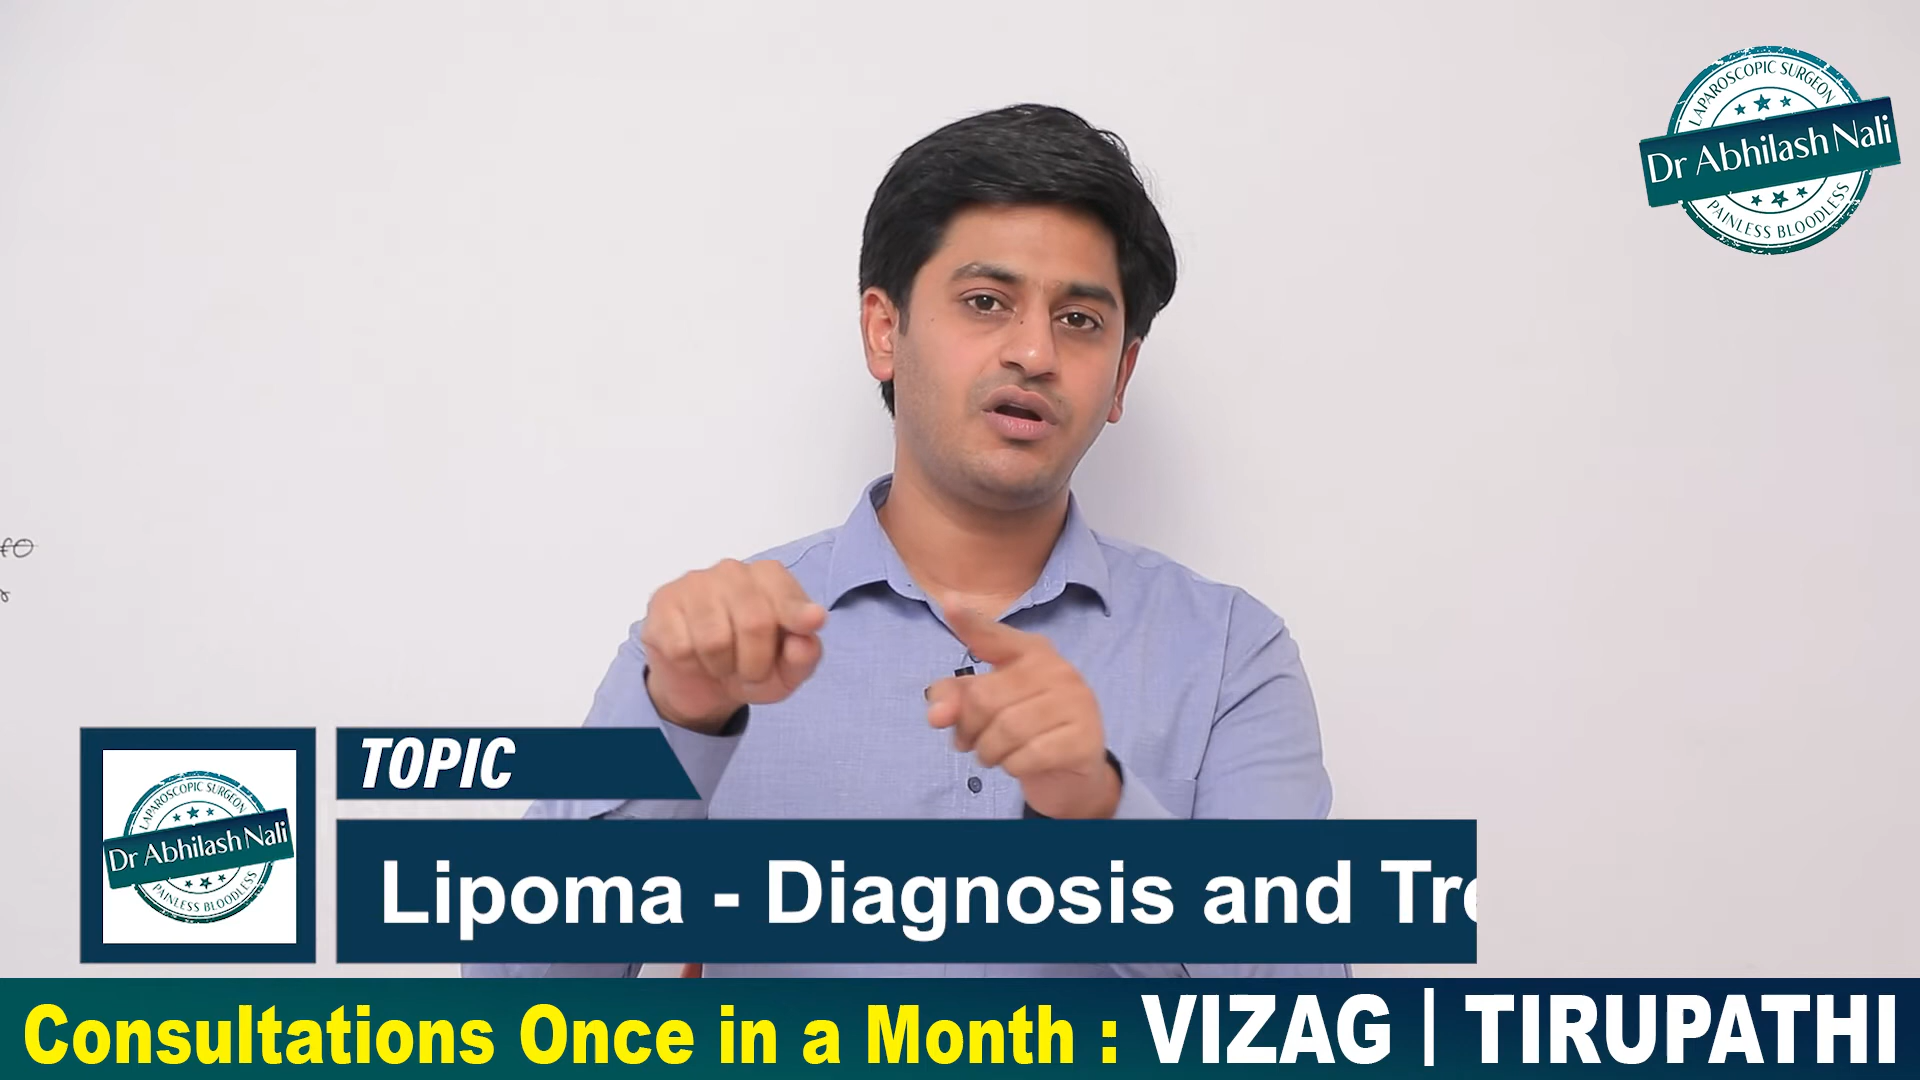 LAPAROSCOPIC SURGEON
Dr Abhilash Nali
PAINLESS BLOODLESS
TOPIC
LAPAROSCOPIC SURGEON
Dr Abhilash Nali
PAINLESS BLOODLESS
Lipoma - Diagnosis and Tre
Consultations Once in a Month : VIZAG | TIRUPATHI